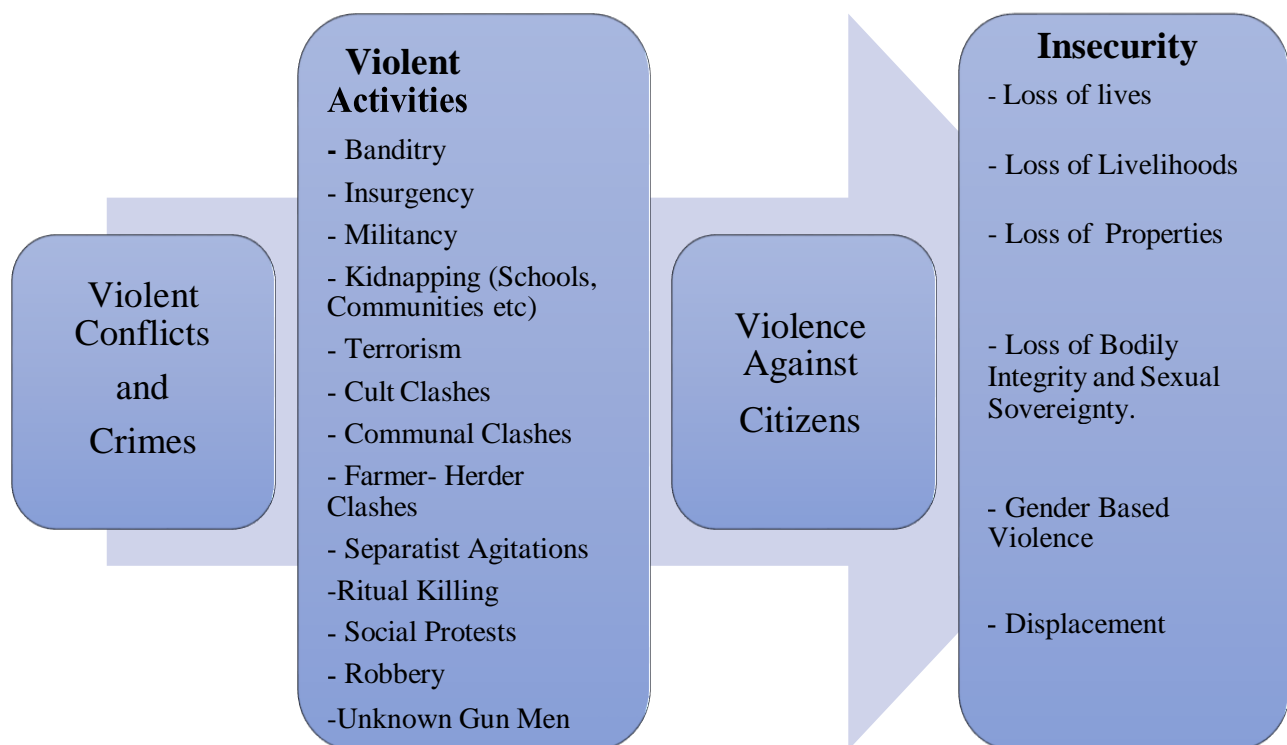 Violent
Conflicts
and
Crimes
Violent
Activities
- Banditry
- Insurgency
- Militancy
- Kidnapping (Schools,
Communities etc)
- Terrorism
- Cult Clashes
- Communal Clashes
- Farmer- Herder
Clashes
- Separatist Agitations
-Ritual Killing
- Social Protests
- Robbery
-Unknown Gun Men
Violence
Against
Citizens
Insecurity
- Loss of lives
- Loss of Livelihoods
- Loss of  Properties
- Loss of Bodily
Integrity and Sexual
Sovereignty.
- Gender Based
Violence
- Displacement